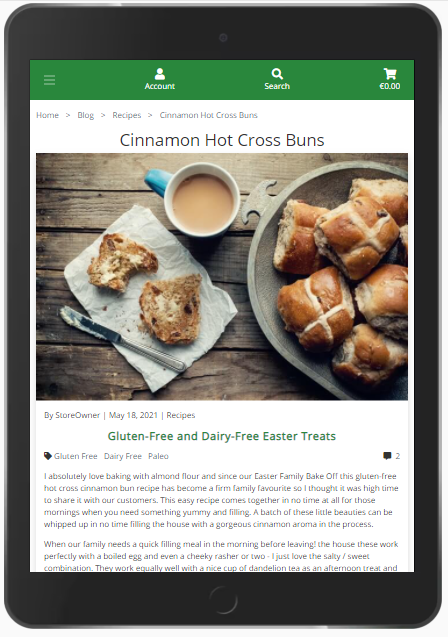 Account
Search
€0.00
Home > Blog > Recipes > Cinnamon Hot Cross Buns
Cinnamon Hot Cross Buns
By StoreOwner | May 18, 2021 | Recipes
Gluten-Free and Dairy-Free Easter Treats
Gluten Free Dairy Free Paleo 2
I absolutely love baking with almond flour and since our Easter Family Bake Off this gluten-free
hot cross cinnamon bun recipe has become a firm family favourite so I thought it was high time
to share it with our customers. This easy recipe comes together in no time at all for those
mornings when you need something yummy and filling. A batch of these little beauties can be
whipped up in no time filling the house with a gorgeous cinnamon aroma in the process.
When our family needs a quick filling meal in the morning before leaving! the house these work
perfectly with a boiled egg and even a cheeky rasher or two - I just love the salty / sweet
combination. They work equally well with a nice cup of dandelion tea as an afternoon treat and